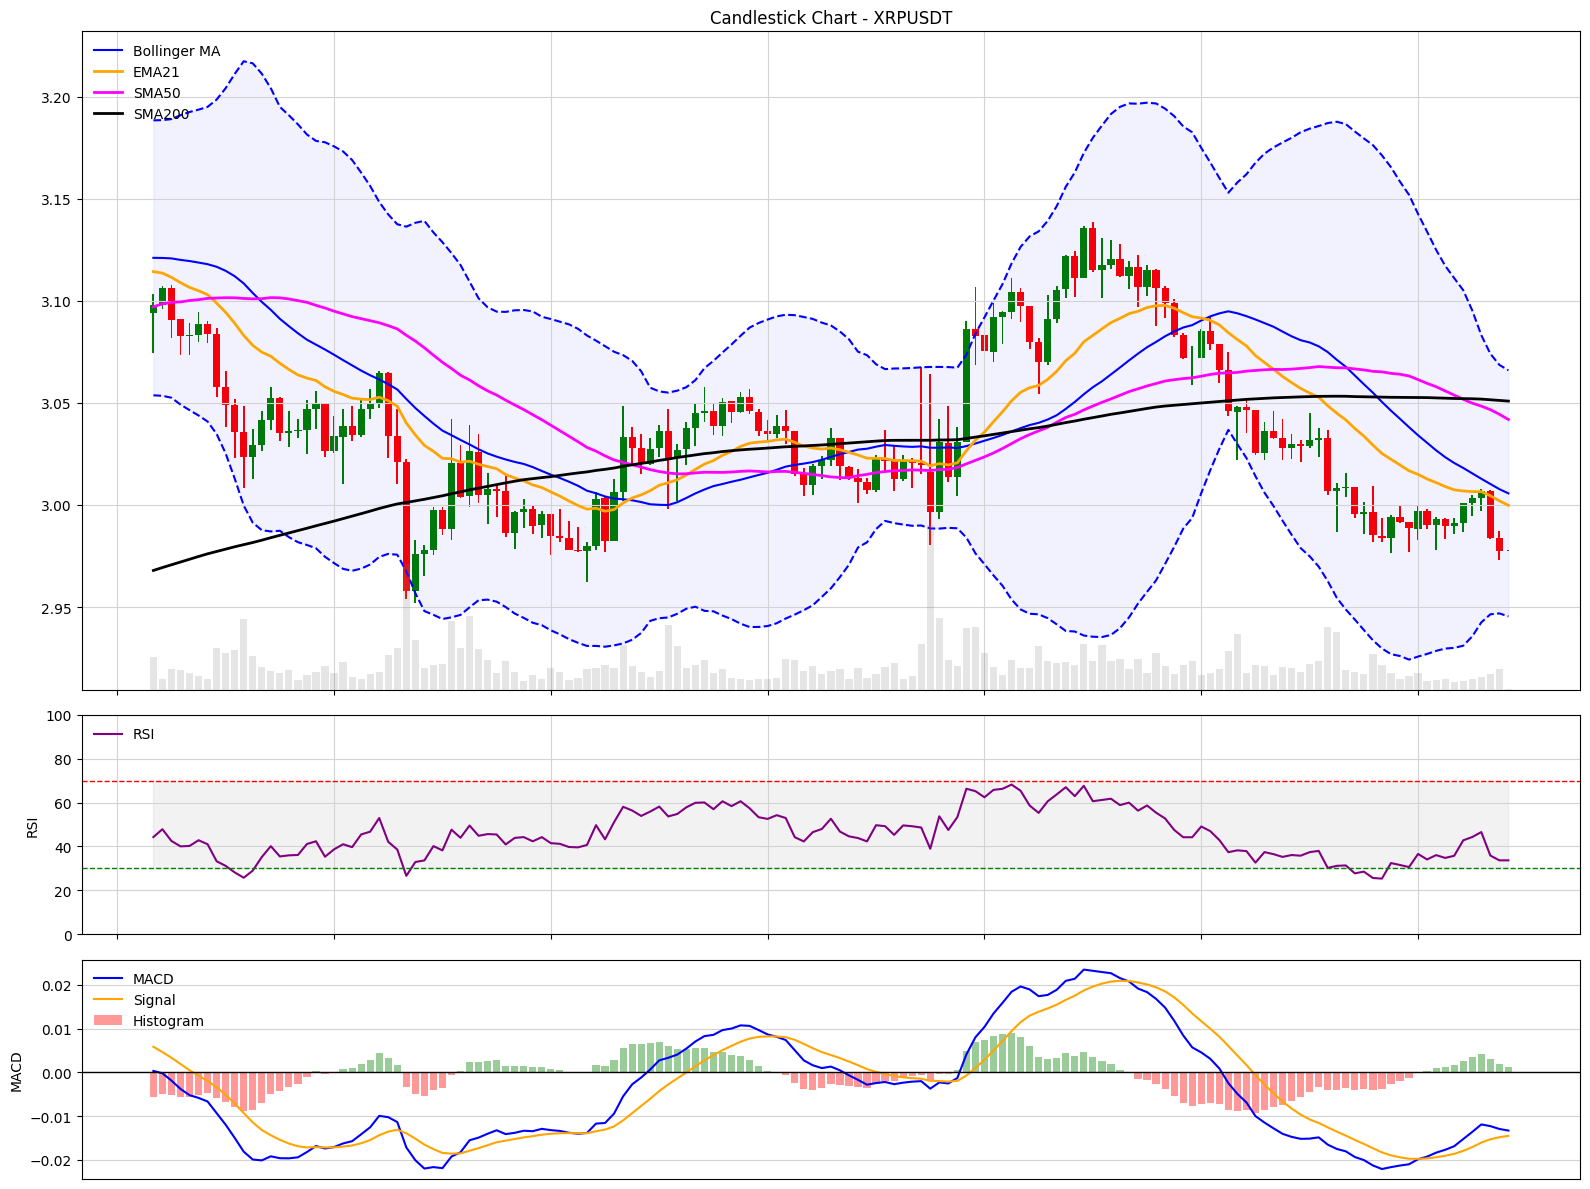 Candlestick Chart - XRPUSDT
Bollinger MA
EMA21
SMA50
SMA200
3.20
3.15
3.10
3.05
3.00
2.95
RSI
100
80
60
40
20
0
RSI
MACD
Signal
Histogram
0.02
0.01
0.00
−0.01
−0.02
MACD